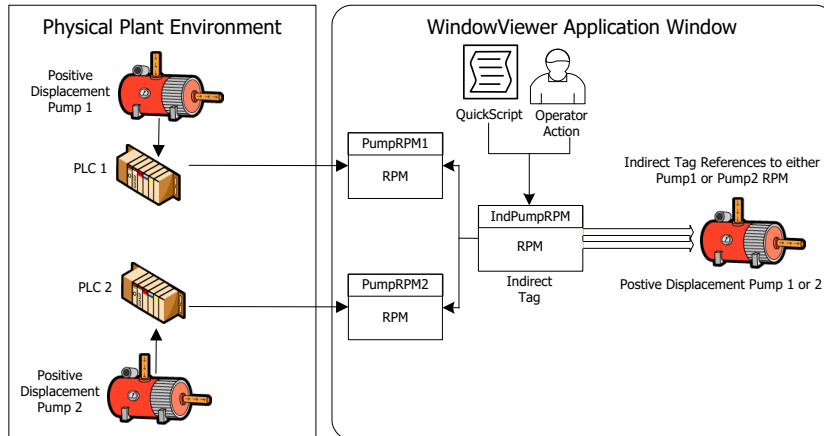 Physical Plant Environment
WindowViewer Application Window
Positive
Displacement
Pump 1
PLC 1
QuickScript
Operator
Action
PumpRPM1
RPM
Indirect Tag References to either
Pump1 or Pump2 RPM
IndPumpRPM
RPM
Indirect
Tag
Postive Displacement Pump 1 or 2
PLC 2
PumpRPM2
RPM
Positive
Displacement
Pump 2